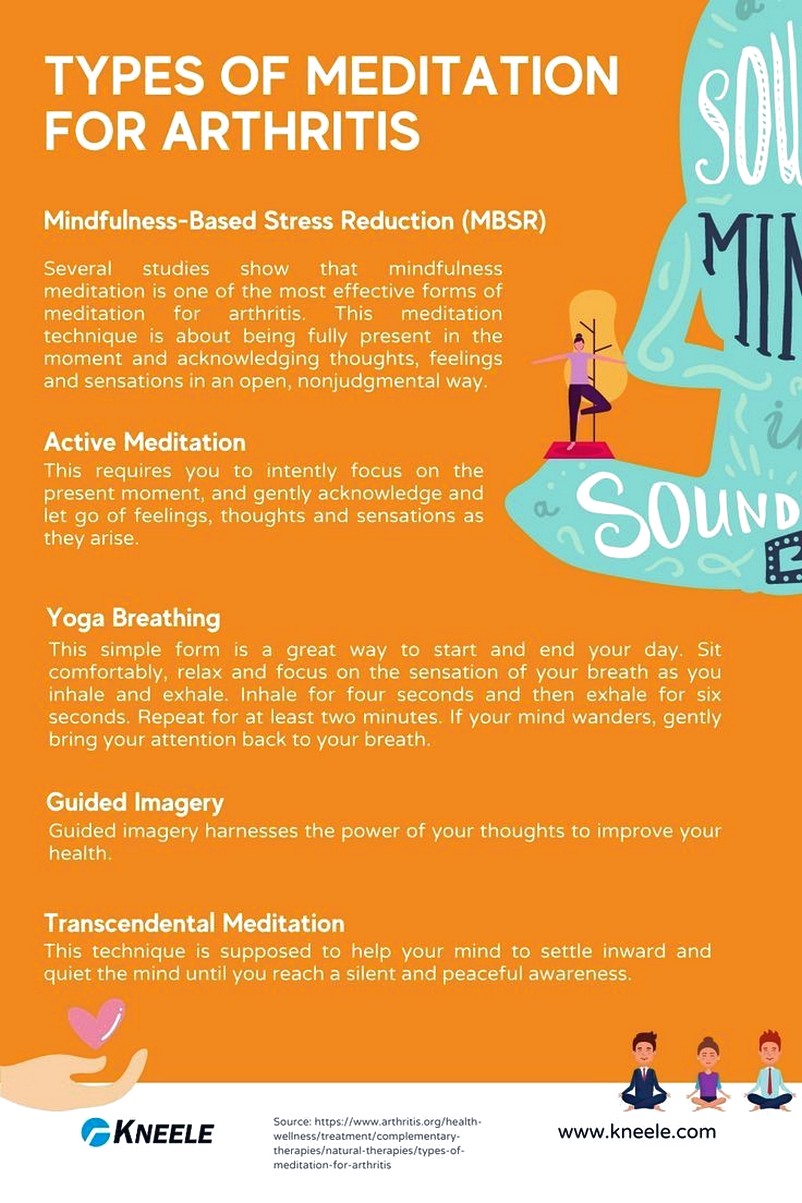 TYPES OF MEDITATION
FOR ARTHRITIS
Mindfulness-Based Stress Reduction (MBSR)
Several studies show that mindfulness
meditation is one of the most effective forms of
meditation for arthritis. This meditation
technique is about being fully present in the
moment and acknowledging thoughts, feelings
and sensations in an open, nonjudgmental way.
Active Meditation
This requires you to intently focus on the
present moment, and gently acknowledge and
let go of feelings, thoughts and sensations as
they arise.
a
SOUND
Yoga Breathing
This simple form is a great way to start and end your day. Sit
comfortably, relax and focus on the sensation of your breath as you
inhale and exhale. Inhale for four seconds and then exhale for six
seconds. Repeat for at least two minutes. If your mind wanders, gently
bring your attention back to your breath.
Guided Imagery
Guided imagery harnesses the power of your thoughts to improve your
health.
Transcendental Meditation
This technique is supposed to help your mind to settle inward and
quiet the mind until you reach a silent and peaceful awareness.
KNEELE
Source: https://www.arthritis.org/health-
wellness/treatment/complementary-
therapies/natural-therapies/types-of-
meditation-for-arthritis
www.kneele.com